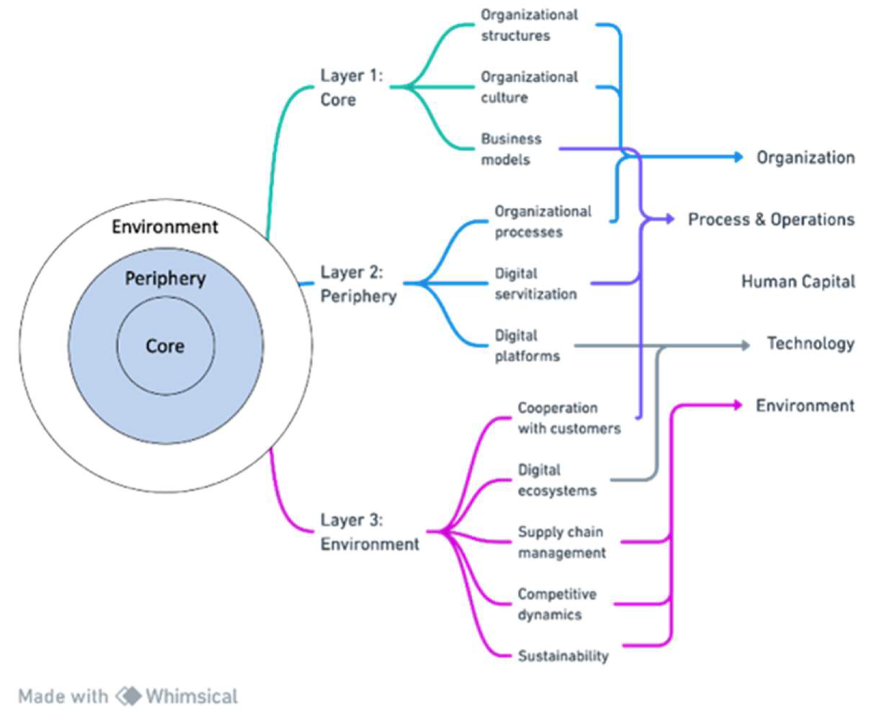 Organizational
structures
Layer 1:
Core
Organizational
culture
Business
models
Organization
Environment
Periphery
Core
Organizational
processes
Process & Operations
Layer 2:
Periphery
Digital
servitization
Human Capital
Digital
platforms
Technology
Cooperation
with customers
Environment
Digital
ecosystems
Layer 3:
Environment
Supply chain
management
Competitive
dynamics
Sustainability
Made with Whimsical